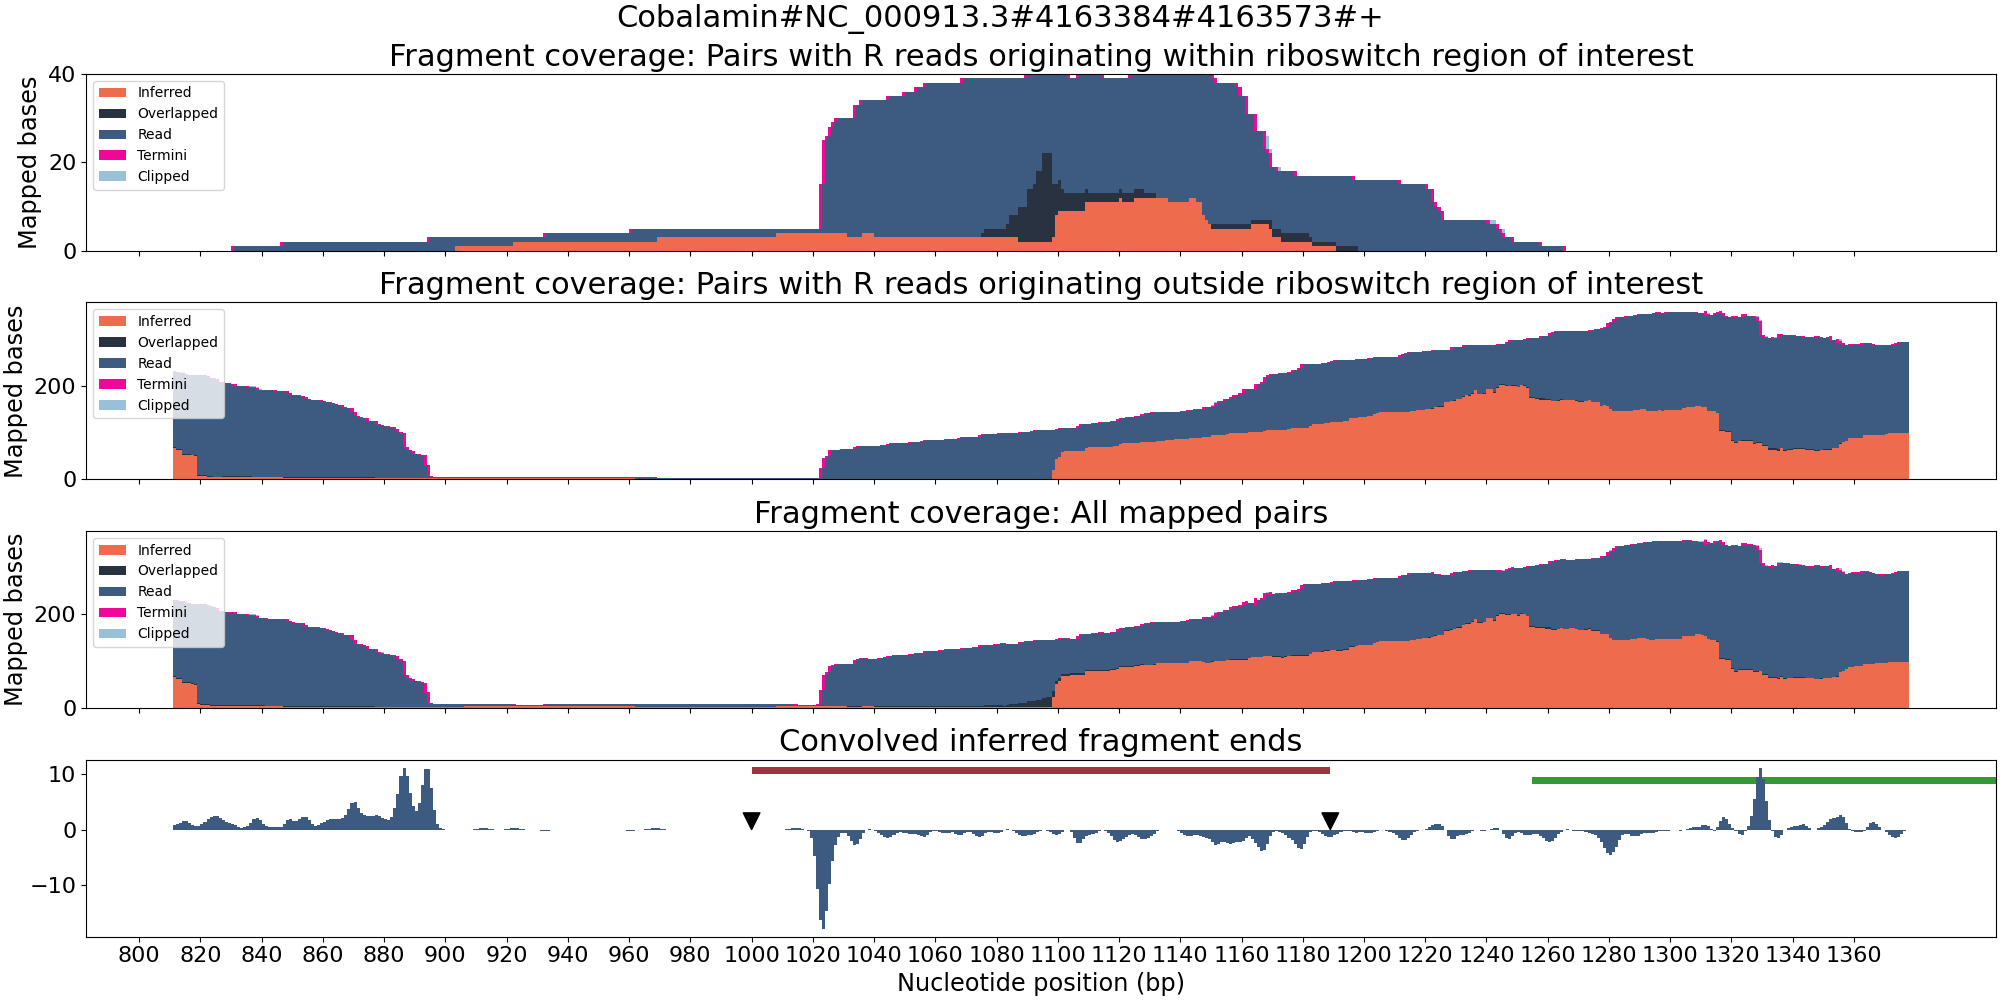 Cobalamin#NC_000913.3#4163384#4163573#+
Fragment coverage: Pairs with R reads originating within riboswitch region of interest
Mapped bases
40
20
0
Inferred
Overlapped
Read
Termini
Clipped
Fragment coverage: Pairs with R reads originating outside riboswitch region of interest
Mapped bases
200
0
Inferred
Overlapped
Read
Termini
Clipped
Fragment coverage: All mapped pairs
Mapped bases
200
0
Inferred
Overlapped
Read
Termini
Clipped
Convolved inferred fragment ends
10
0
−10
800 820 840 860 880 900 920 940 960 980 1000 1020 1040 1060 1080 1100 1120 1140 1160 1180 1200 1220 1240 1260 1280 1300 1320 1340 1360
Nucleotide position (bp)